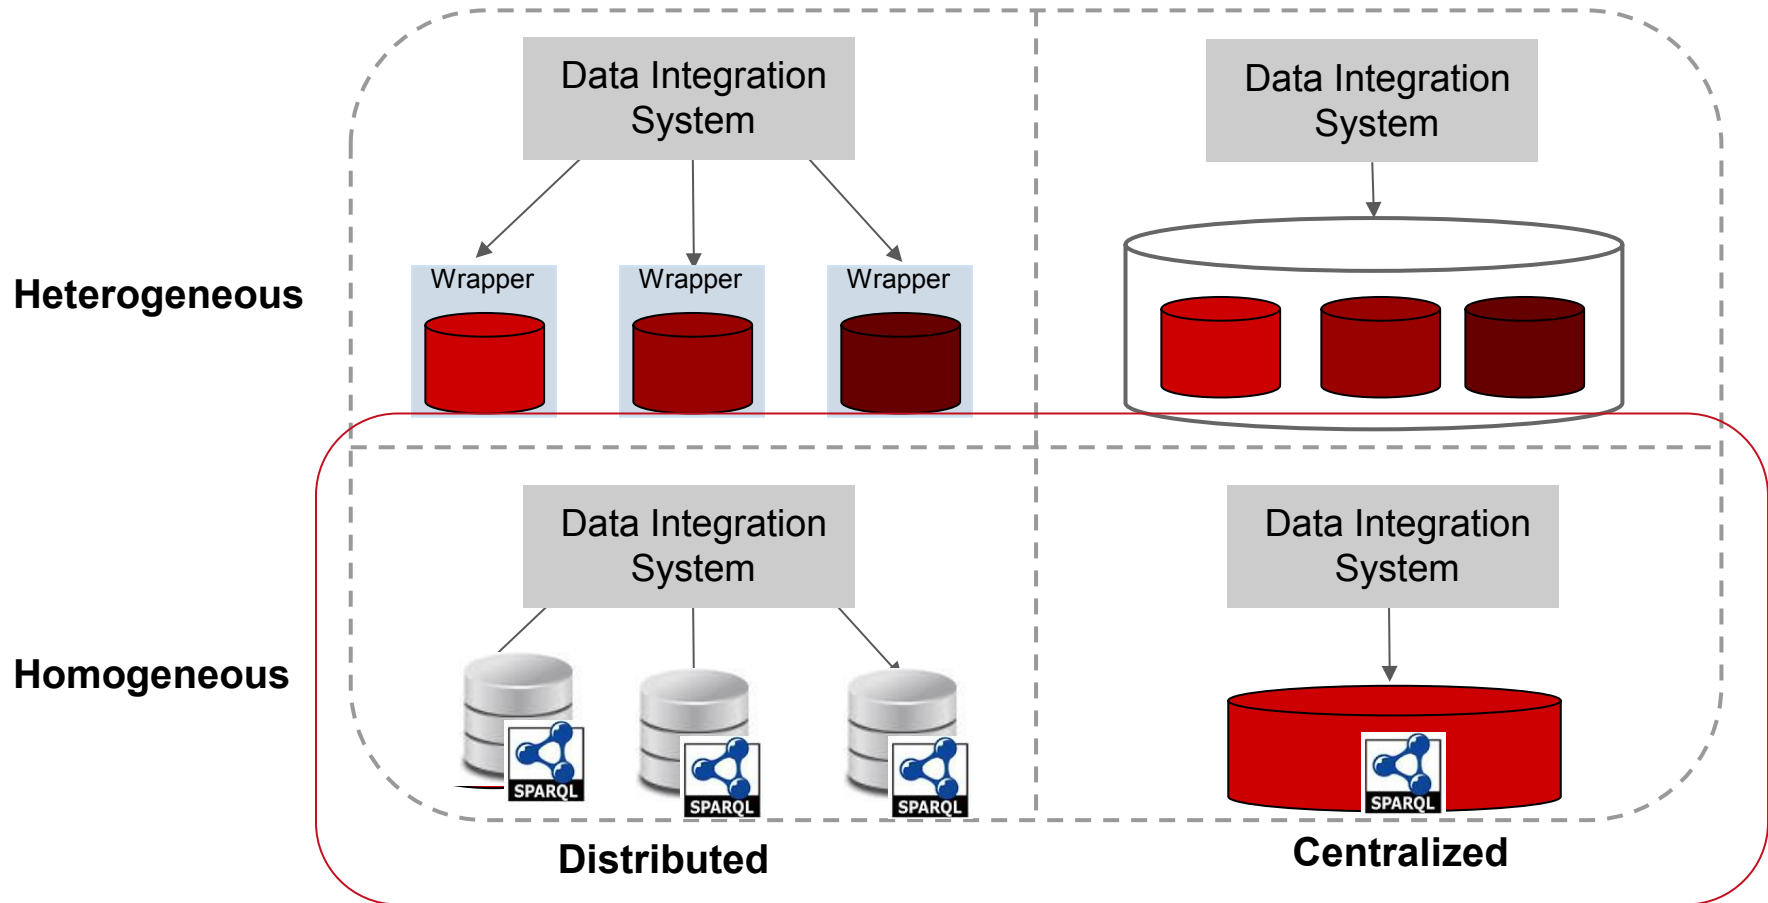 Data Integration
System
Data Integration
System
Heterogeneous
Wrapper
Wrapper
Wrapper
Data Integration
System
Data Integration
System
Homogeneous
SPARQL
SPARQL
SPARQL
SPARQL
Distributed
Centralized